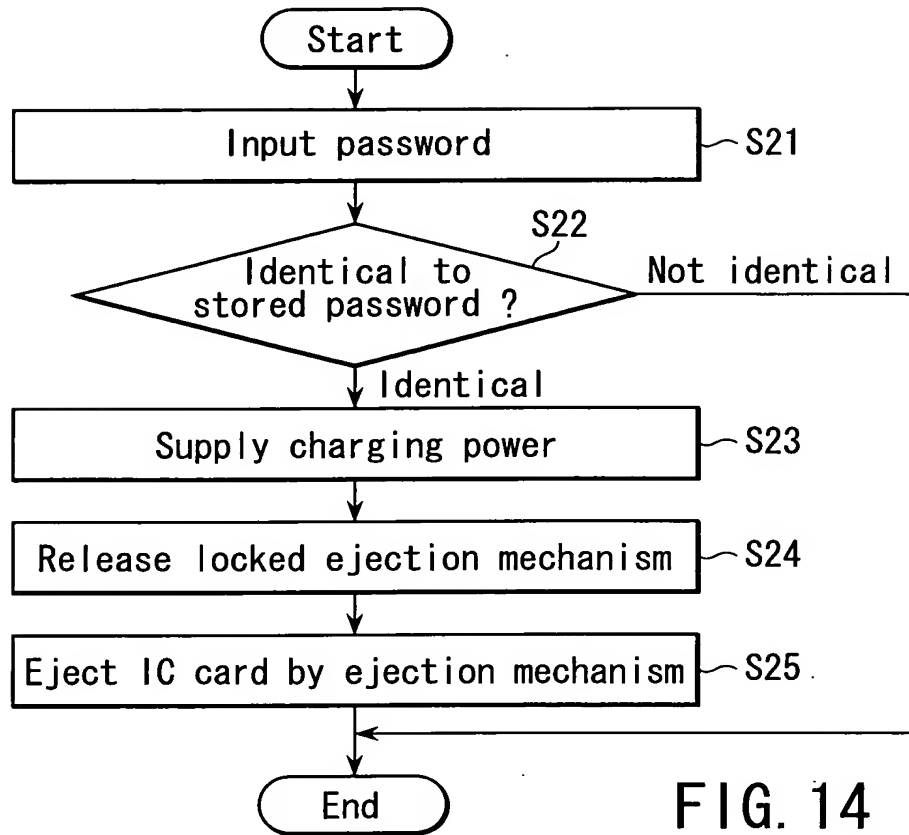 Start
Input password
S21
S22
Identical to
stored password ?
Not identical
Identical
Supply charging power
S23
Release locked ejection mechanism
S24
Eject IC card by ejection mechanism
S25
End
FIG. 14